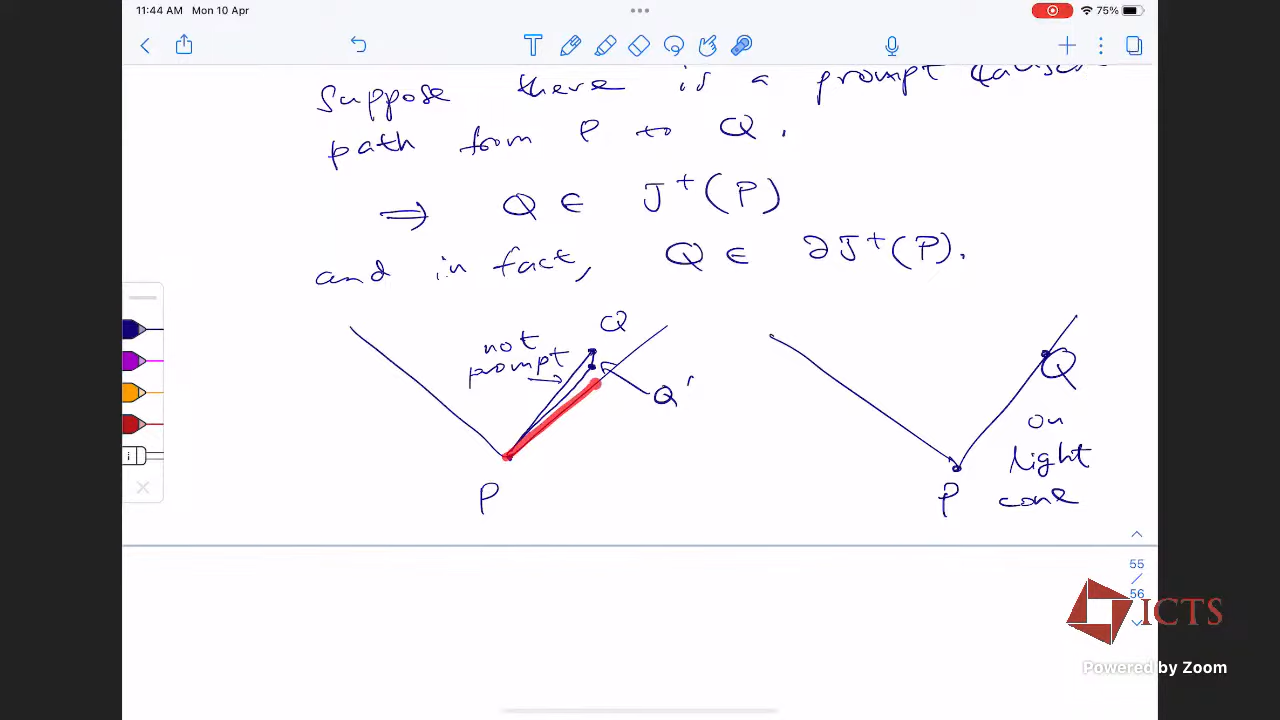 11:44 AM Mon 10 Apr
75%
Suppose there is a prompt
path from P to Q.
⇒ Q ∈ J⁺(P)
and in fact, Q ∈ ∂J⁺(P).
Q
not
prompt
Q'
P
Q
on
light
cone
P
55
/
56
ICTS
Powered by Zoom